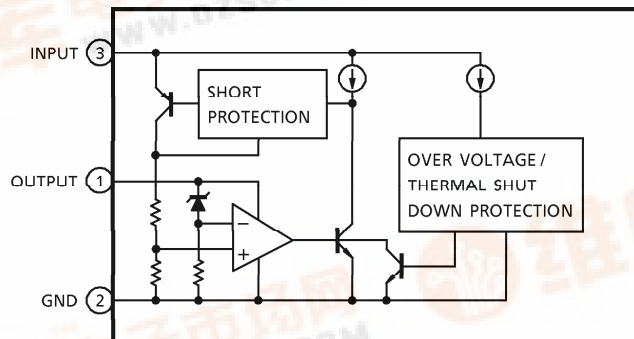 INPUT 3
SHORT
PROTECTION
OVER VOLTAGE /
THERMAL SHUT
DOWN PROTECTION
OUTPUT 1
−
+
GND 2